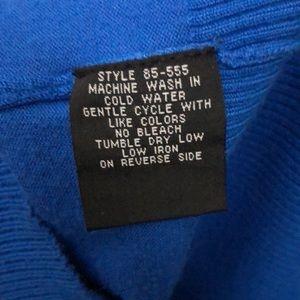 STYLE 85-555
MACHINE WASH IN
COLD WATER
GENTLE CYCLE WITH
LIKE COLORS
NO BLEACH
TUMBLE DRY LOW
LOW IRON
ON REVERSE SIDE